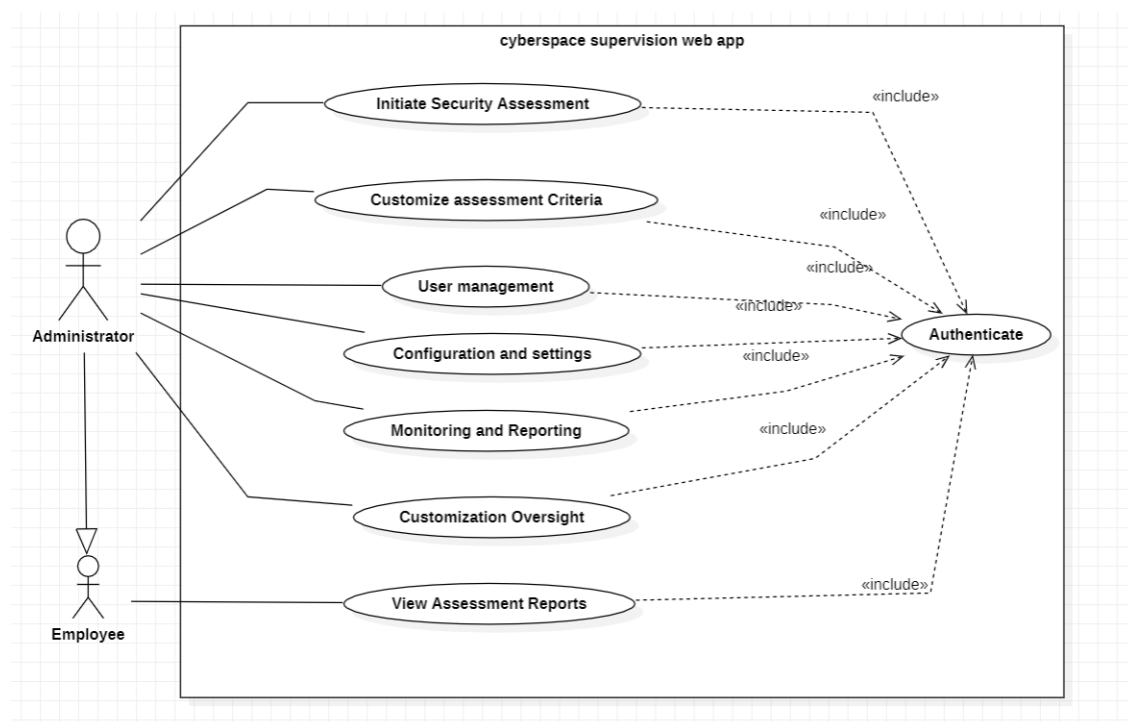 cyberspace supervision web app
Initiate Security Assessment
«include»
Customize assessment Criteria
«include»
«include»
User management
«include»
Administrator
Authenticate
Configuration and settings
«include»
Monitoring and Reporting
«include»
Customization Oversight
«include»
View Assessment Reports
Employee